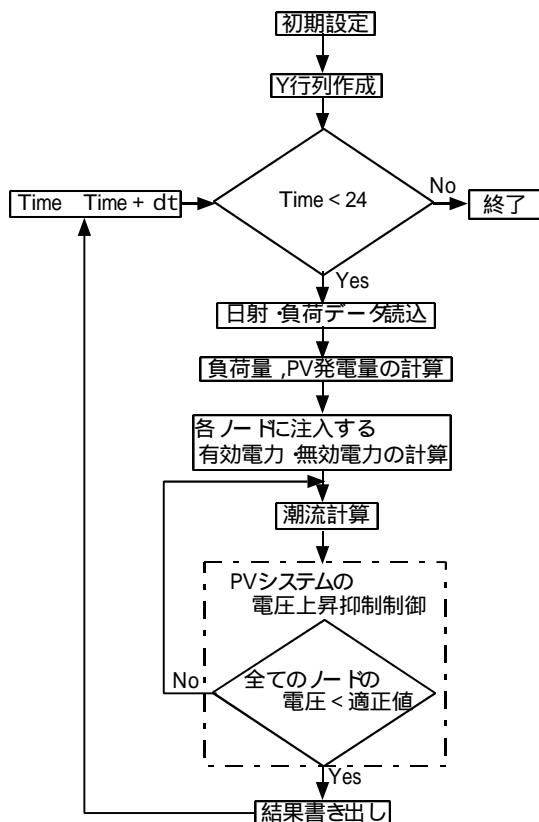 初期設定
Y行列作成
Time < 24
No
終了
Time Time + dt
Yes
日射・負荷データ読込
負荷量,PV発電量の計算
各ノードに注入する
有効電力・無効電力の計算
潮流計算
PVシステムの
電圧上昇抑制制御
全てのノードの
電圧 < 適正値
No
Yes
結果書き出し